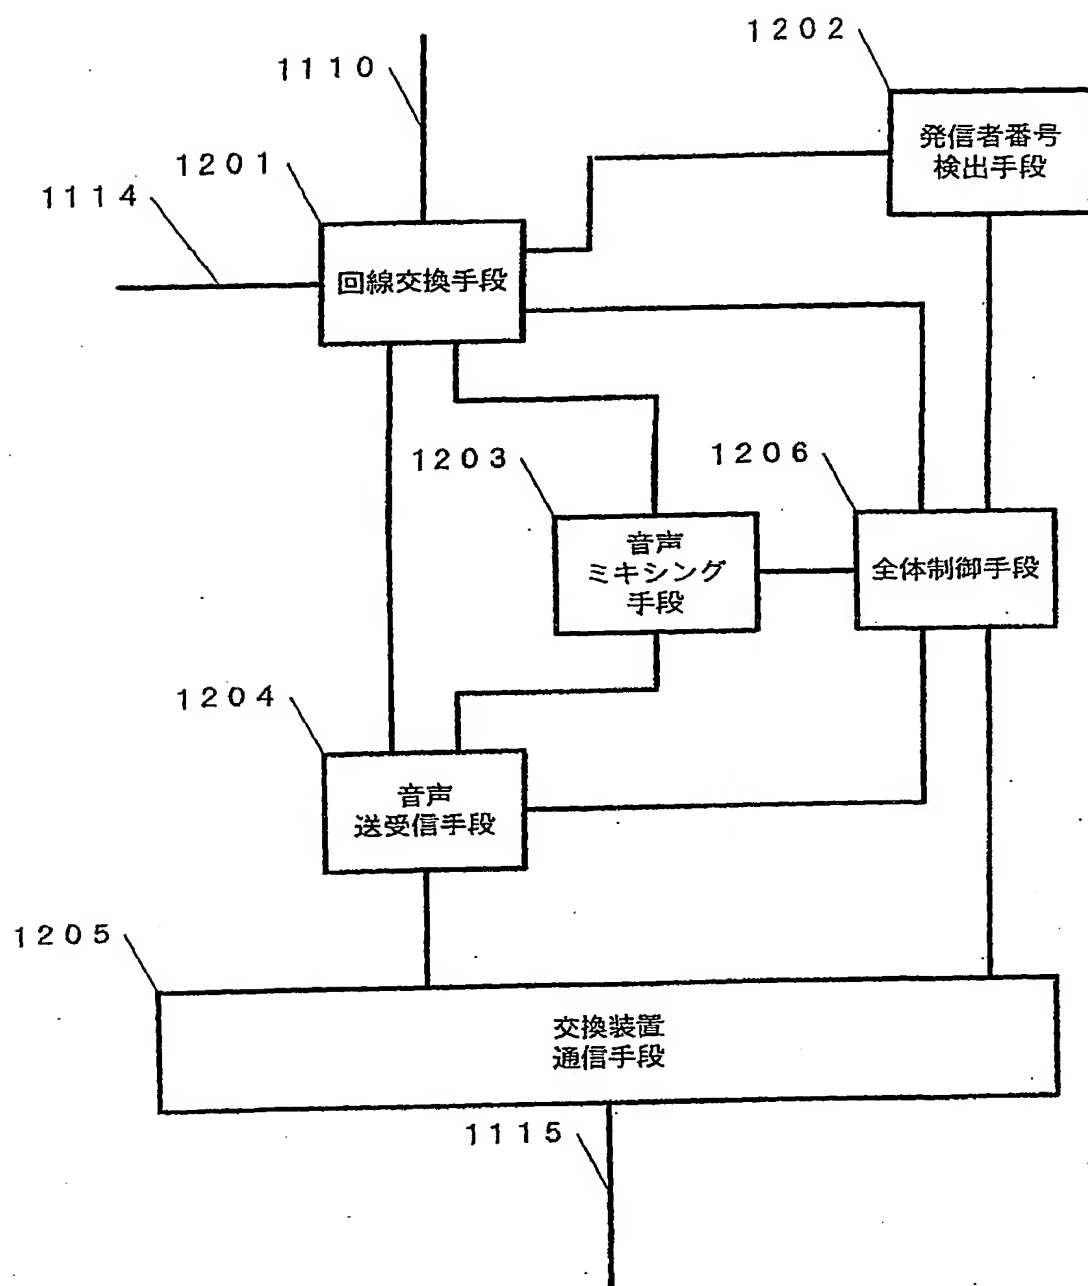 １２０２
１１１０
発信者番号
検出手段
１２０１
１１１４
回線交換手段
１２０３
１２０６
音声
ミキシング
手段
全体制御手段
１２０４
音声
送受信手段
１２０５
交換装置
通信手段
１１１５